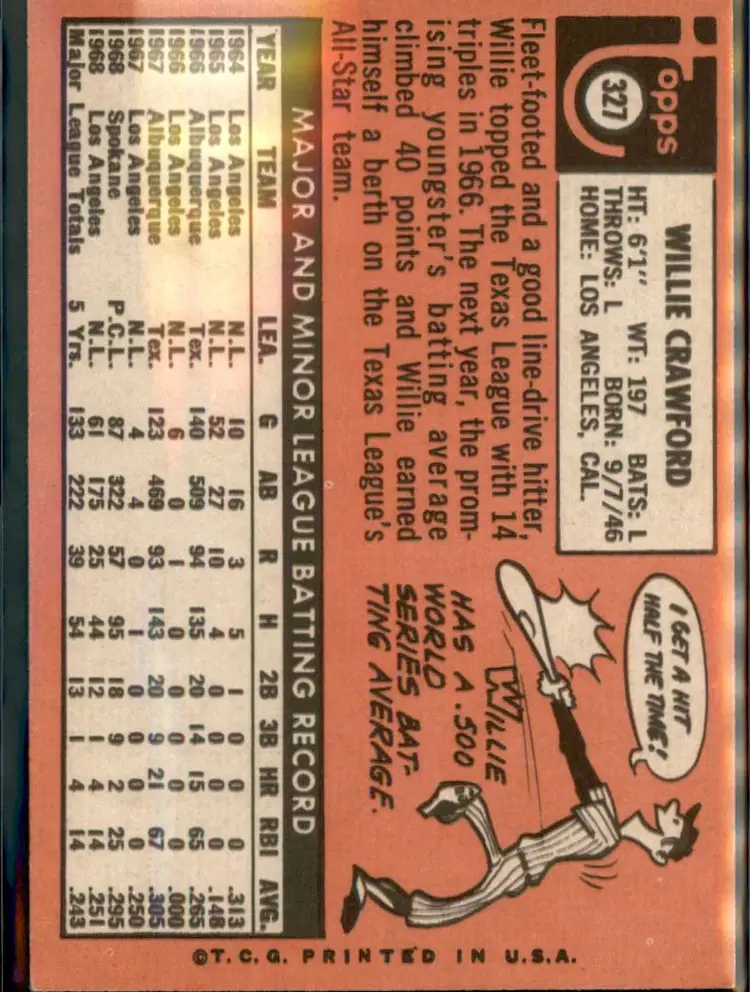 Topps
327
WILLIE CRAWFORD
HT: 6'1" WT: 197 BATS: L
THROWS: L BORN: 9/7/46
HOME: LOS ANGELES, CAL.
Fleet-footed and a good line-drive hitter,
Willie topped the Texas League with 14
triples in 1966. The next year, the prom-
ising youngster's batting average
climbed 40 points and Willie earned
himself a berth on the Texas League's
All-Star team.
I GET A HIT
HALF THE TIME!
WILLIE
HAS A .500
WORLD
SERIES BAT-
TING AVERAGE.
MAJOR AND MINOR LEAGUE BATTING RECORD
YEAR TEAM LEA. G AB R H 2B 3B HR RBI AVG.
1964 Los Angeles N.L. 10 16 3 5 1 0 0 0 .313
1965 Los Angeles N.L. 52 27 10 4 0 0 0 0 .148
1966 Albuquerque Tex. 140 509 94 135 20 14 15 65 .265
1966 Los Angeles N.L. 6 0 1 0 0 0 0 0 .000
1967 Albuquerque Tex. 123 469 93 143 20 9 21 67 .305
1967 Los Angeles N.L. 4 4 0 1 0 0 0 0 .250
1968 Spokane P.C.L. 87 322 57 95 18 9 2 25 .295
1968 Los Angeles N.L. 61 175 25 44 12 1 4 14 .251
Major League Totals 5 Yrs. 133 222 39 54 13 1 4 14 .243
©T.C.G. PRINTED IN U.S.A.